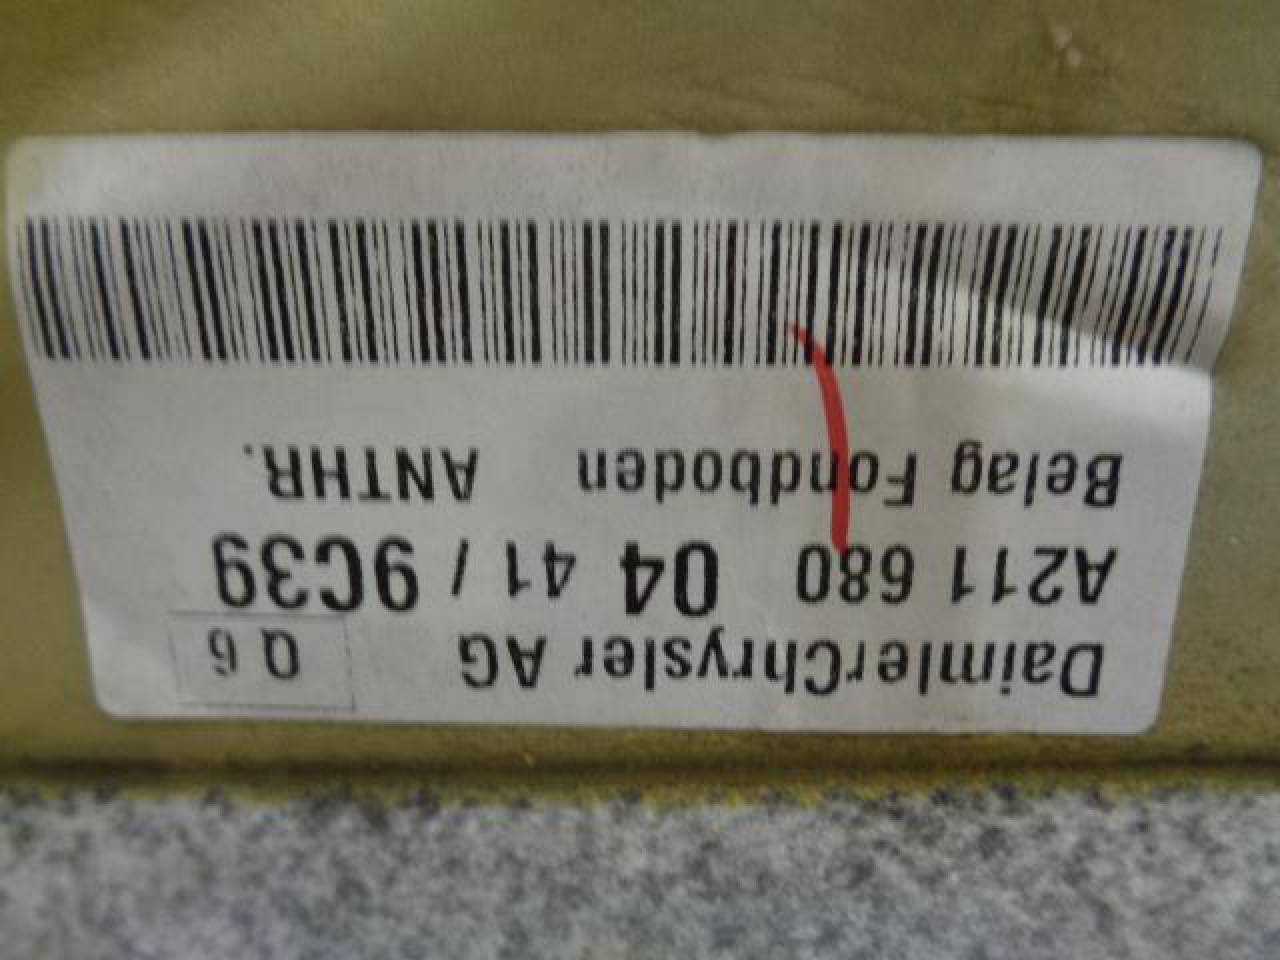 DaimlerChrysler AG Q 6
A211 680 04 41 / 9C39
Belag Fondboden ANTHR.